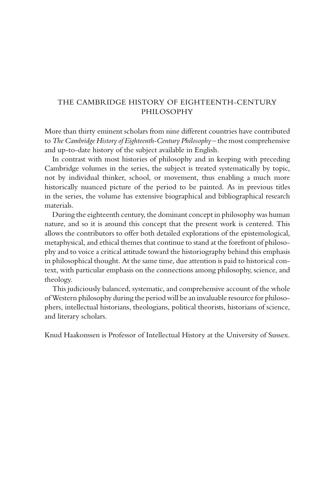 THE CAMBRIDGE HISTORY OF EIGHTEENTH-CENTURY
PHILOSOPHY
More than thirty eminent scholars from nine different countries have contributed
to The Cambridge History of Eighteenth-Century Philosophy – the most comprehensive
and up-to-date history of the subject available in English.
In contrast with most histories of philosophy and in keeping with preceding
Cambridge volumes in the series, the subject is treated systematically by topic,
not by individual thinker, school, or movement, thus enabling a much more
historically nuanced picture of the period to be painted. As in previous titles
in the series, the volume has extensive biographical and bibliographical research
materials.
During the eighteenth century, the dominant concept in philosophy was human
nature, and so it is around this concept that the present work is centered. This
allows the contributors to offer both detailed explorations of the epistemological,
metaphysical, and ethical themes that continue to stand at the forefront of philoso-
phy and to voice a critical attitude toward the historiography behind this emphasis
in philosophical thought. At the same time, due attention is paid to historical con-
text, with particular emphasis on the connections among philosophy, science, and
theology.
This judiciously balanced, systematic, and comprehensive account of the whole
of Western philosophy during the period will be an invaluable resource for philoso-
phers, intellectual historians, theologians, political theorists, historians of science,
and literary scholars.
Knud Haakonssen is Professor of Intellectual History at the University of Sussex.